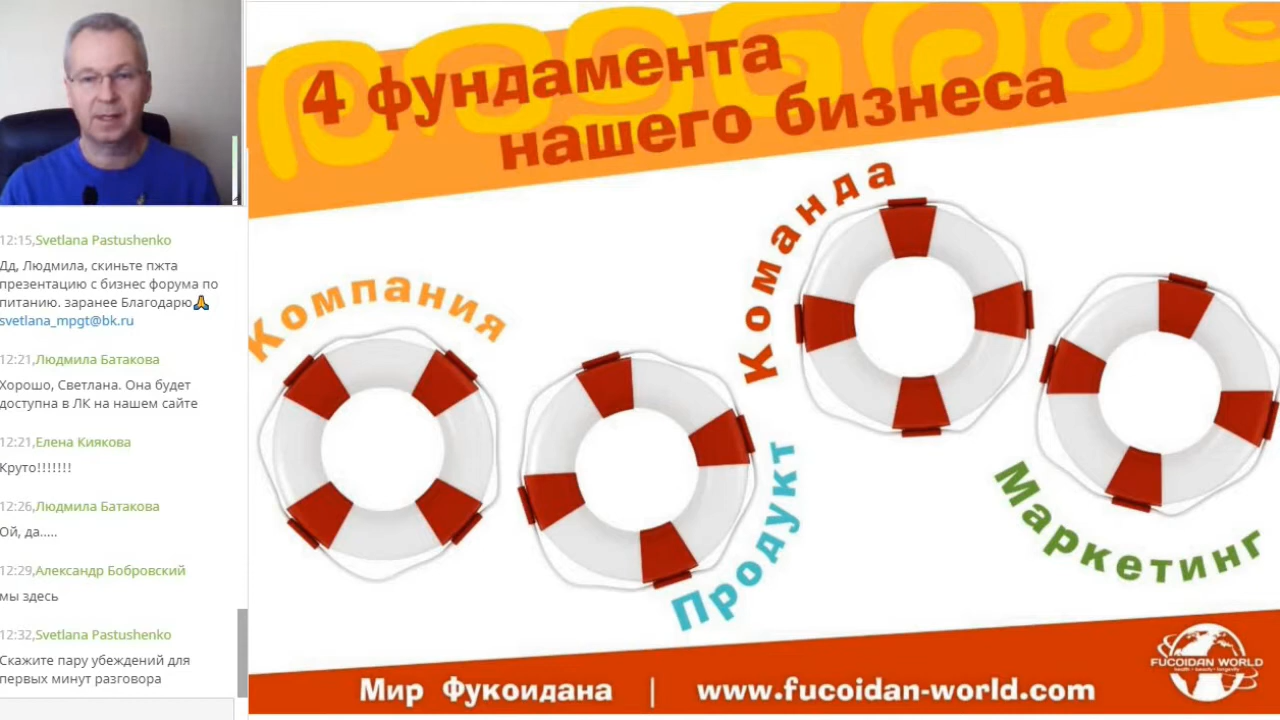 12:15,Svetlana Pastushenko
Дд, Людмила, скиньте пжта
презентацию с бизнес форума по
питанию. заранее Благодарю🙏
svetlana_mpgt@bk.ru
12:21,Людмила Батакова
Хорошо, Светлана. Она будет
доступна в ЛК на нашем сайте
12:21,Елена Киякова
Круто!!!!!!!
12:26,Людмила Батакова
Ой, да.....
12:29,Александр Бобровский
мы здесь
12:32,Svetlana Pastushenko
Скажите пару убеждений для
первых минут разговора
4 фундамента
нашего бизнеса
Компания
Продукт
Команда
Маркетинг
Мир Фукоидана | www.fucoidan-world.com
FUCOIDAN WORLD
health • beauty • longevity